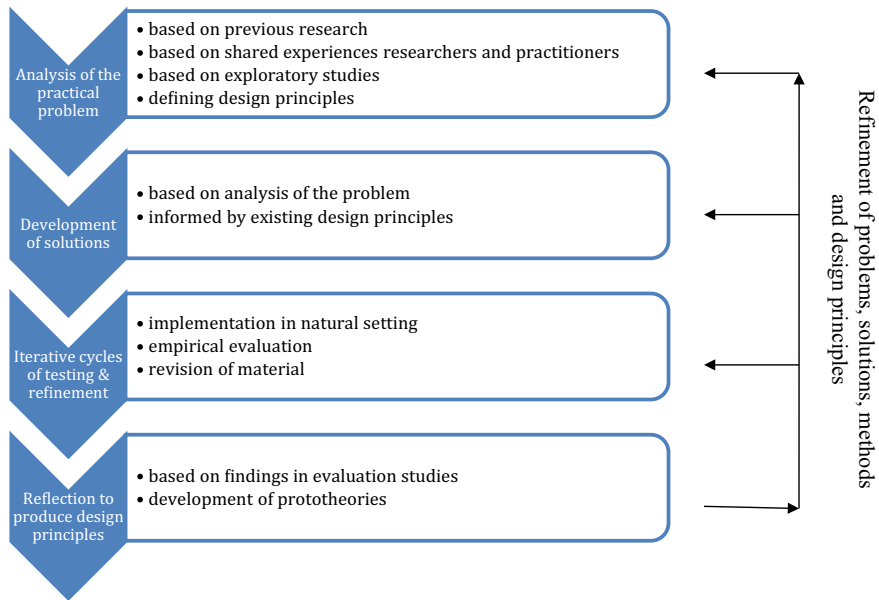 Analysis of the
practical
problem
• based on previous research
• based on shared experiences researchers and practitioners
• based on exploratory studies
• defining design principles
Development
of solutions
• based on analysis of the problem
• informed by existing design principles
Iterative cycles
of testing &
refinement
• implementation in natural setting
• empirical evaluation
• revision of material
Reflection to
produce design
principles
• based on findings in evaluation studies
• development of prototheories
Refinement of problems, solutions, methods
and design principles